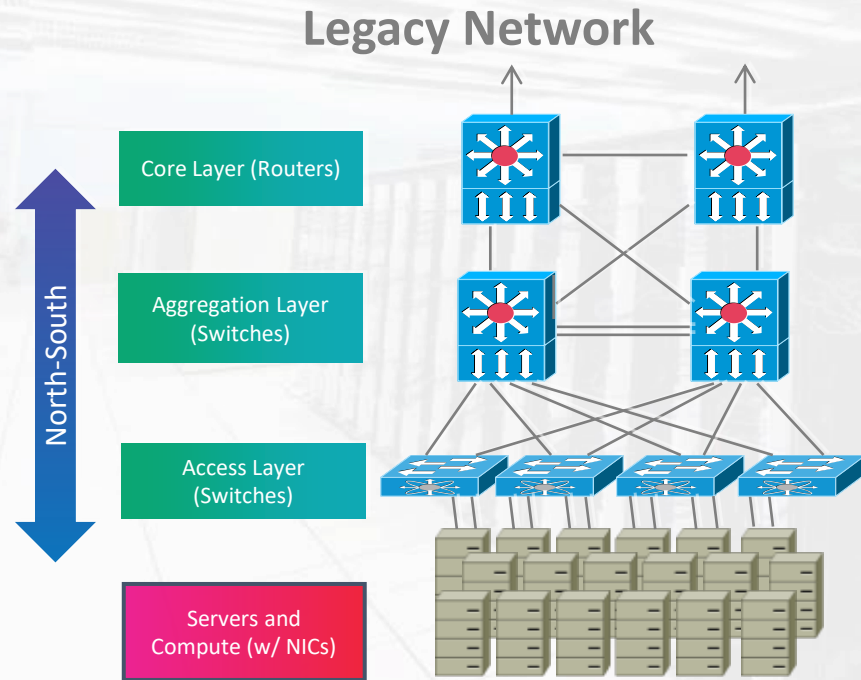 Legacy Network
Core Layer (Routers)
Aggregation Layer
(Switches)
North-South
Access Layer
(Switches)
Servers and
Compute (w/ NICs)